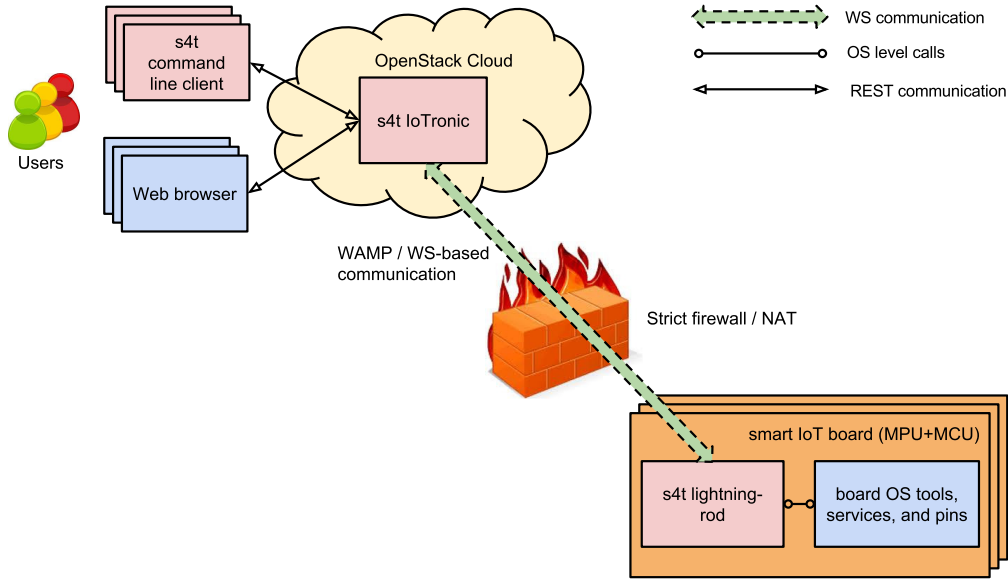 s4t
command
line client
OpenStack Cloud
WS communication
OS level calls
REST communication
s4t IoTronic
Users
Web browser
WAMP / WS-based
communication
Strict firewall / NAT
smart IoT board (MPU+MCU)
s4t lightning-
rod
board OS tools,
services, and pins